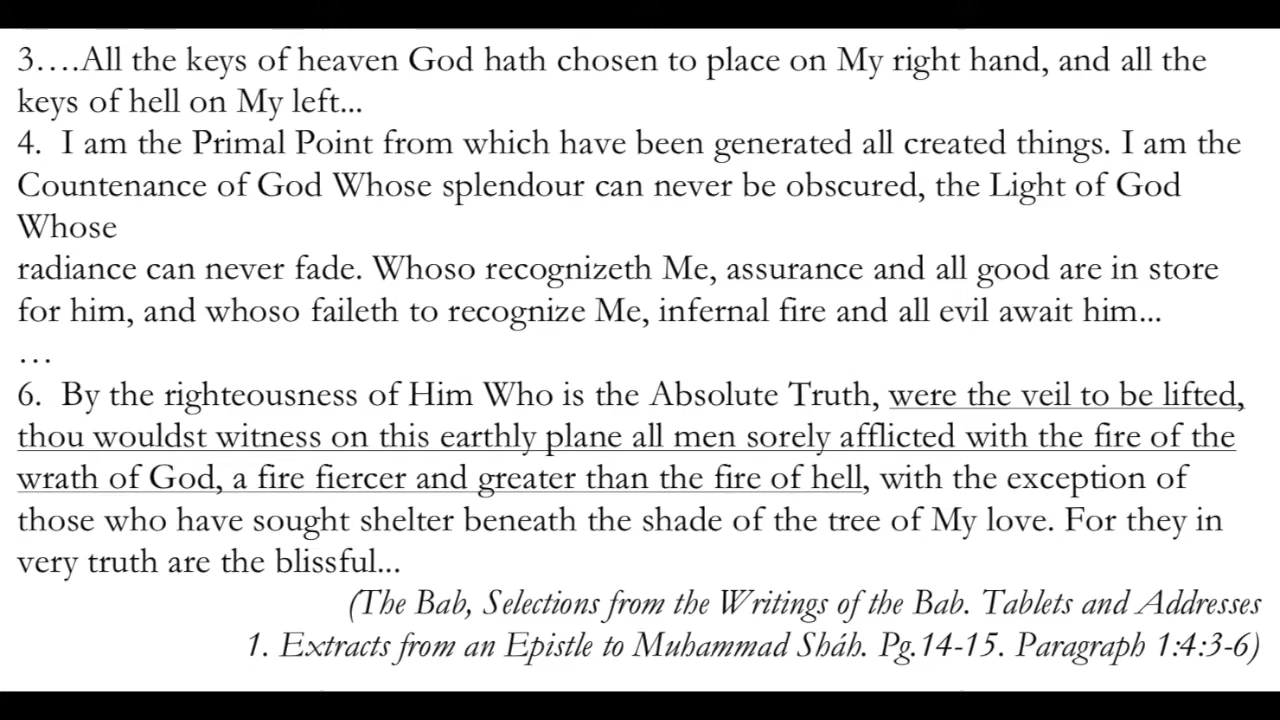 3….All the keys of heaven God hath chosen to place on My right hand, and all the
keys of hell on My left...
4.  I am the Primal Point from which have been generated all created things. I am the
Countenance of God Whose splendour can never be obscured, the Light of God
Whose
radiance can never fade. Whoso recognizeth Me, assurance and all good are in store
for him, and whoso faileth to recognize Me, infernal fire and all evil await him...
…
6.  By the righteousness of Him Who is the Absolute Truth, were the veil to be lifted,
thou wouldst witness on this earthly plane all men sorely afflicted with the fire of the
wrath of God, a fire fiercer and greater than the fire of hell, with the exception of
those who have sought shelter beneath the shade of the tree of My love. For they in
very truth are the blissful...
(The Bab, Selections from the Writings of the Bab. Tablets and Addresses
1. Extracts from an Epistle to Muhammad Sháh. Pg.14-15. Paragraph 1:4:3-6)